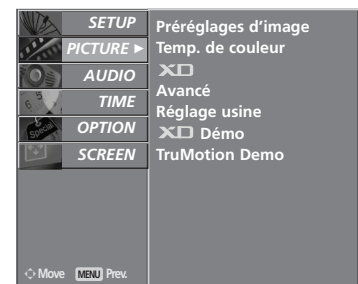 SETUP
PICTURE ►
AUDIO
TIME
OPTION
SCREEN
Move MENU Prev.
Préréglages d'image
Temp. de couleur
XD
Avancé
Réglage usine
XD Démo
TruMotion Demo